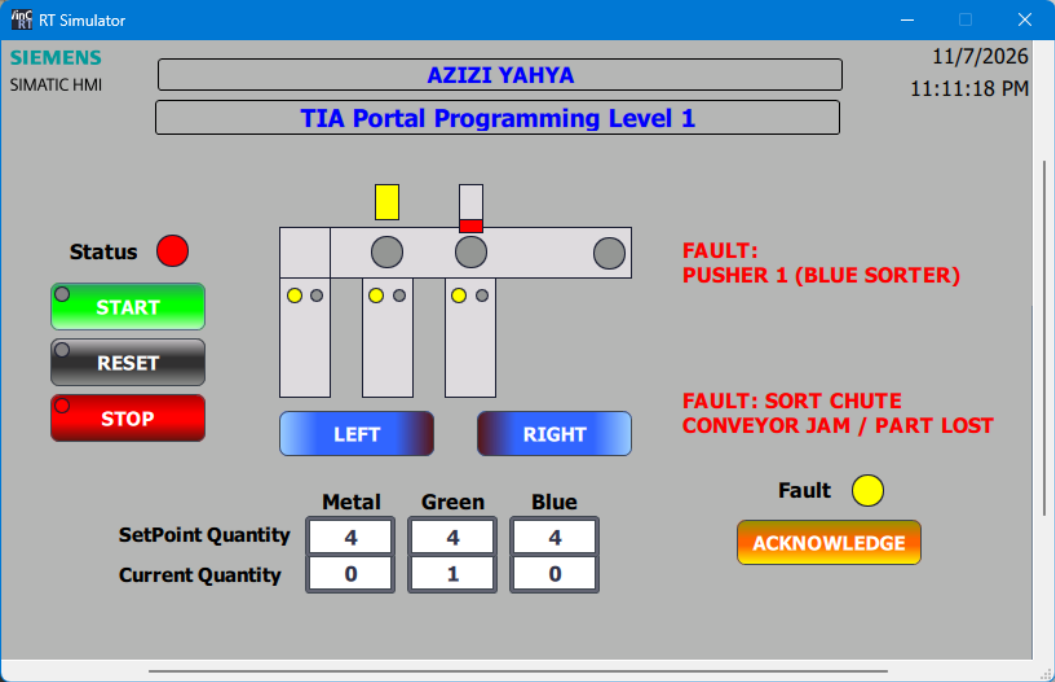 RT Simulator
SIEMENS
SIMATIC HMI
11/7/2026
11:11:18 PM
AZIZI YAHYA
TIA Portal Programming Level 1
Status
START
RESET
STOP
LEFT
RIGHT
FAULT:
PUSHER 1 (BLUE SORTER)
FAULT: SORT CHUTE
CONVEYOR JAM / PART LOST
Fault
ACKNOWLEDGE
Metal Green Blue
SetPoint Quantity 4 4 4
Current Quantity 0 1 0